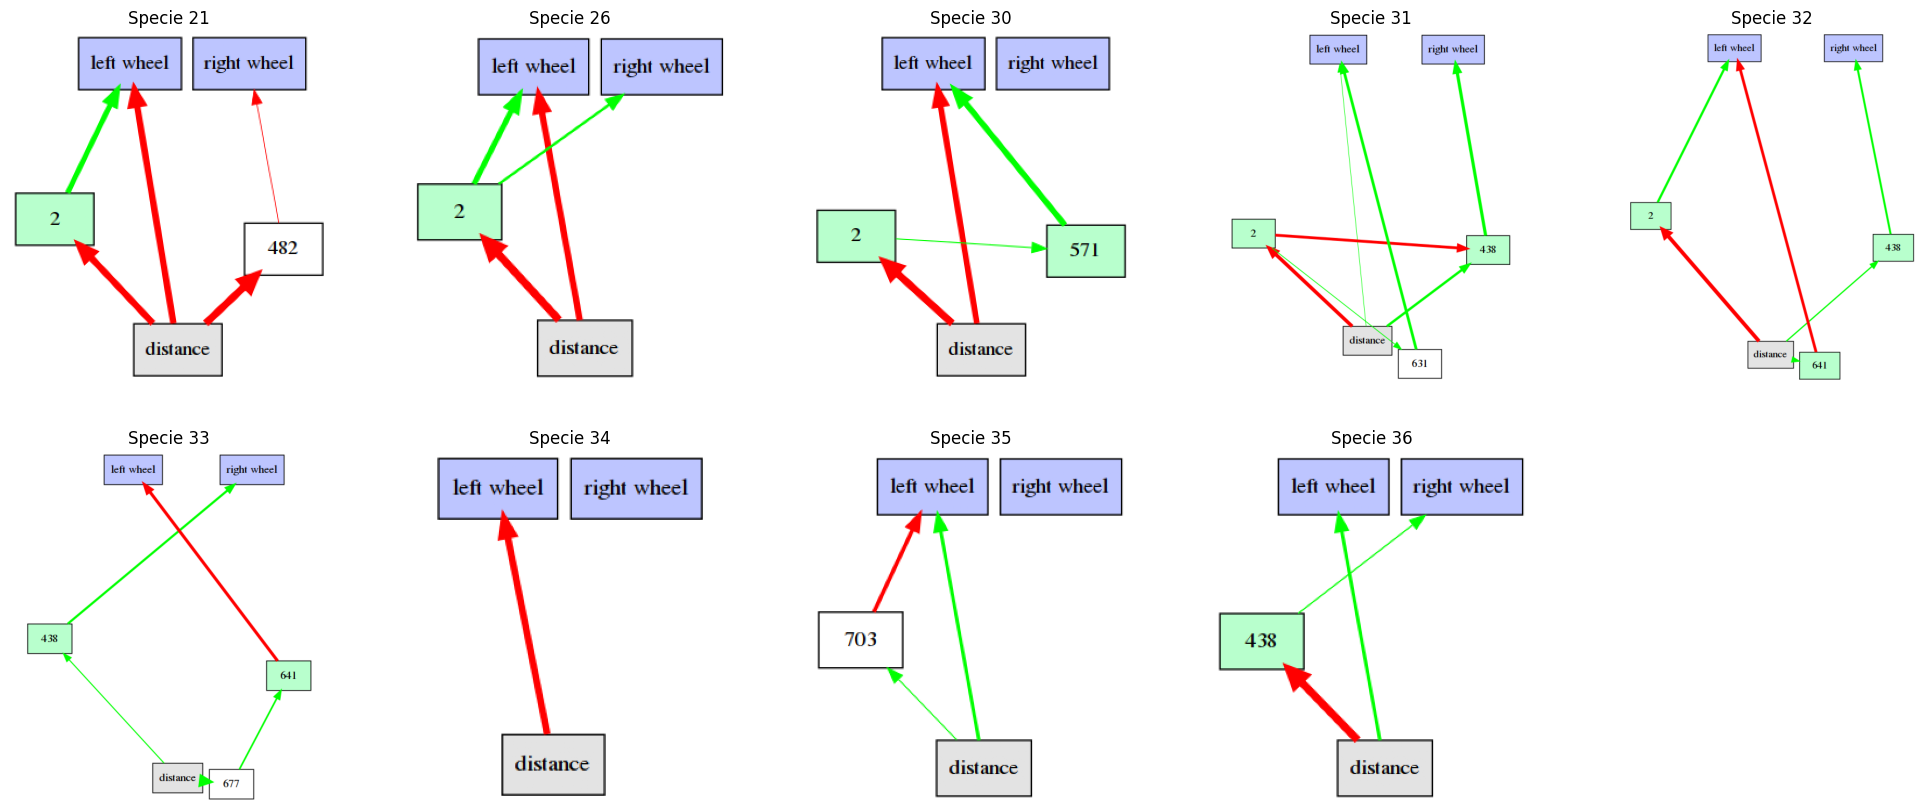 Specie 21
left wheel
right wheel
2
482
distance
Specie 26
left wheel
right wheel
2
distance
Specie 30
left wheel
right wheel
2
571
distance
Specie 31
left wheel
right wheel
2
438
distance
631
Specie 32
left wheel
right wheel
2
438
distance
641
Specie 33
left wheel
right wheel
438
641
distance
677
Specie 34
left wheel
right wheel
distance
Specie 35
left wheel
right wheel
703
distance
Specie 36
left wheel
right wheel
438
distance